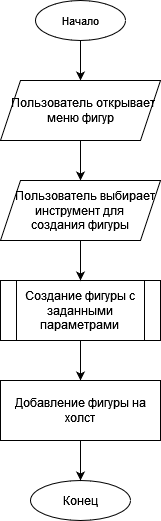 Начало
Пользователь открывает
меню фигур
Пользователь выбирает
инструмент для
создания фигуры
Создание фигуры с
заданными
параметрами
Добавление фигуры на
холст
Конец